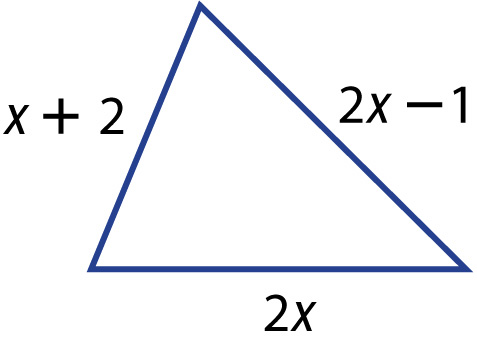 x + 2
2x − 1
2x